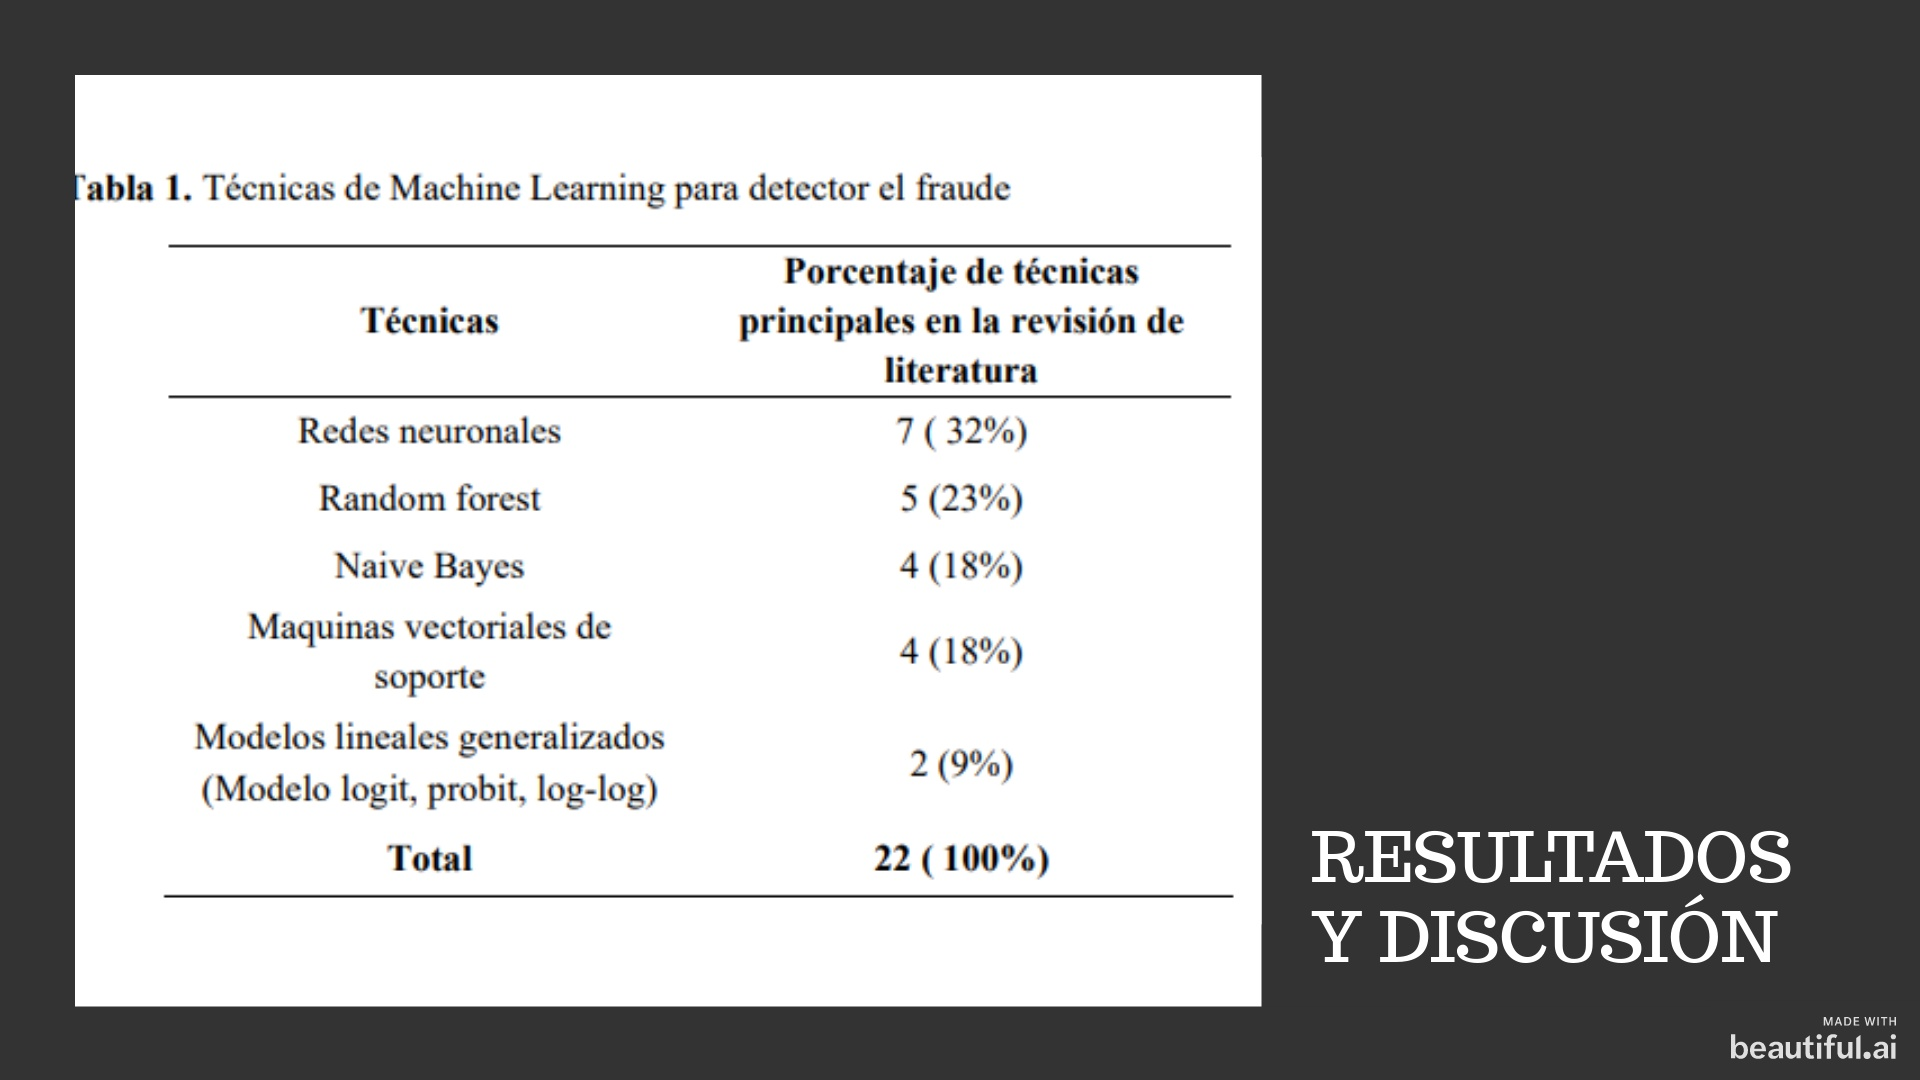 Tabla 1. Técnicas de Machine Learning para detector el fraude
Técnicas
Porcentaje de técnicas
principales en la revisión de
literatura
Redes neuronales
7 ( 32%)
Random forest
5 (23%)
Naive Bayes
4 (18%)
Maquinas vectoriales de
soporte
4 (18%)
Modelos lineales generalizados
(Modelo logit, probit, log-log)
2 (9%)
Total
22 ( 100%)
RESULTADOS
Y DISCUSIÓN
MADE WITH
beautiful.ai